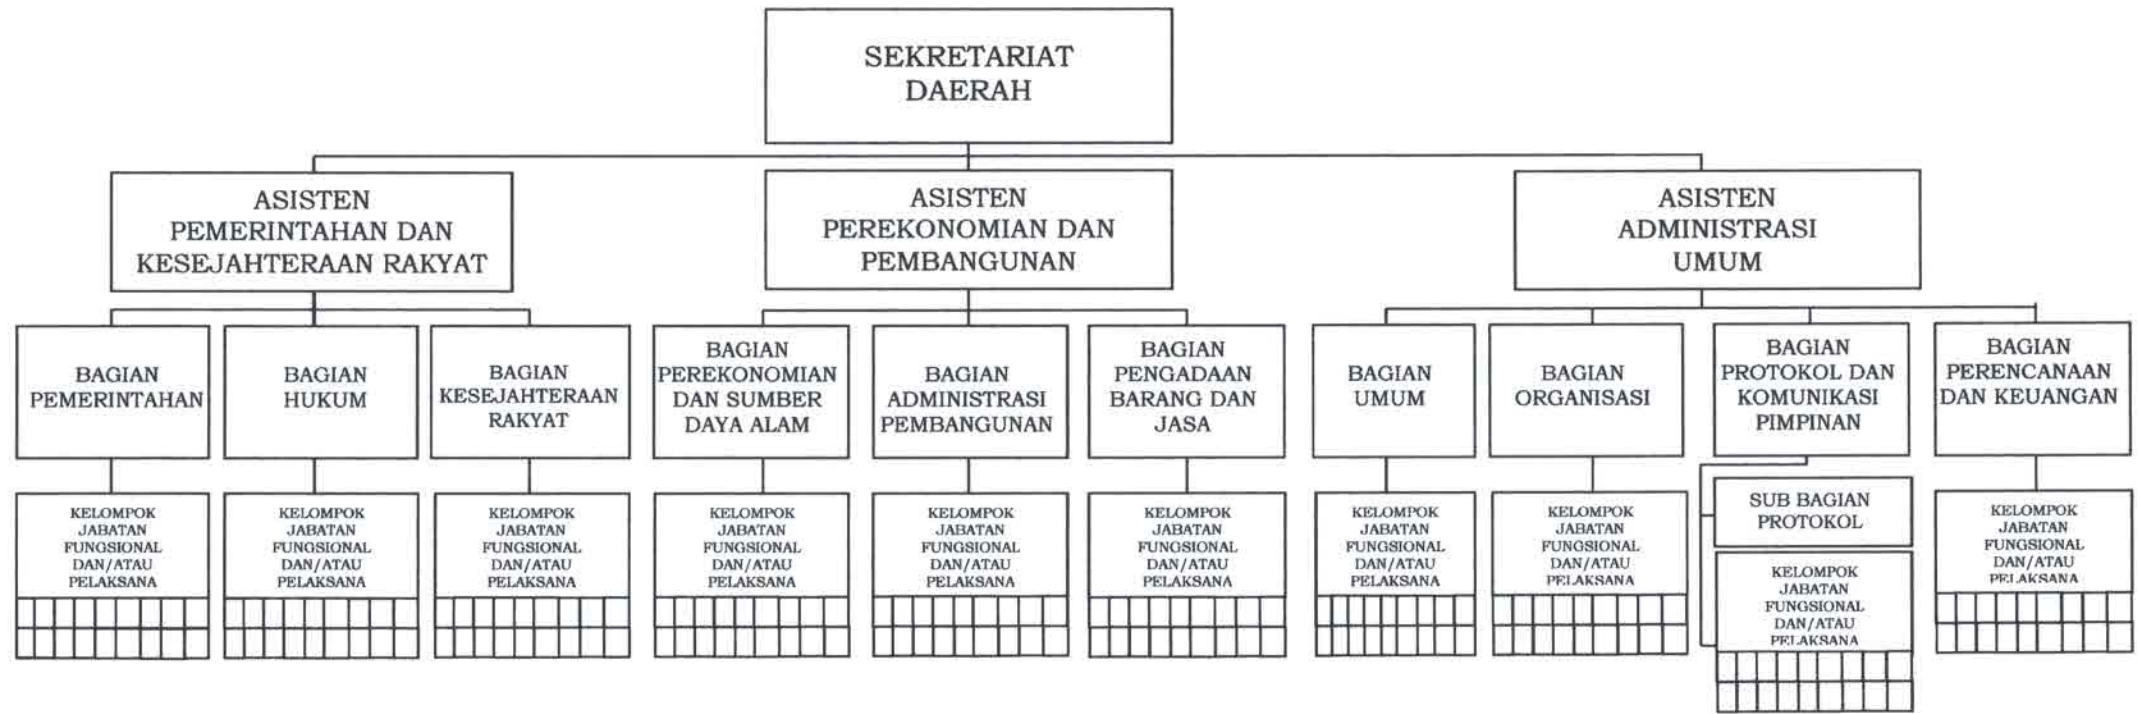 SEKRETARIAT
DAERAH
ASISTEN
PEMERINTAHAN DAN
KESEJAHTERAAN RAKYAT
ASISTEN
PEREKONOMIAN DAN
PEMBANGUNAN
ASISTEN
ADMINISTRASI
UMUM
BAGIAN
PEMERINTAHAN
BAGIAN
HUKUM
BAGIAN
KESEJAHTERAAN
RAKYAT
BAGIAN
PEREKONOMIAN
DAN SUMBER
DAYA ALAM
BAGIAN
ADMINISTRASI
PEMBANGUNAN
BAGIAN
PENGADAAN
BARANG DAN
JASA
BAGIAN
UMUM
BAGIAN
ORGANISASI
BAGIAN
PROTOKOL DAN
KOMUNIKASI
PIMPINAN
BAGIAN
PERENCANAAN
DAN KEUANGAN
KELOMPOK
JABATAN
FUNGSIONAL
DAN/ATAU
PELAKSANA
KELOMPOK
JABATAN
FUNGSIONAL
DAN/ATAU
PELAKSANA
KELOMPOK
JABATAN
FUNGSIONAL
DAN/ATAU
PELAKSANA
KELOMPOK
JABATAN
FUNGSIONAL
DAN/ATAU
PELAKSANA
KELOMPOK
JABATAN
FUNGSIONAL
DAN/ATAU
PELAKSANA
KELOMPOK
JABATAN
FUNGSIONAL
DAN/ATAU
PELAKSANA
KELOMPOK
JABATAN
FUNGSIONAL
DAN/ATAU
PELAKSANA
KELOMPOK
JABATAN
FUNGSIONAL
DAN/ATAU
PELAKSANA
SUB BAGIAN
PROTOKOL
KELOMPOK
JABATAN
FUNGSIONAL
DAN/ATAU
PELAKSANA
KELOMPOK
JABATAN
FUNGSIONAL
DAN/ATAU
PELAKSANA